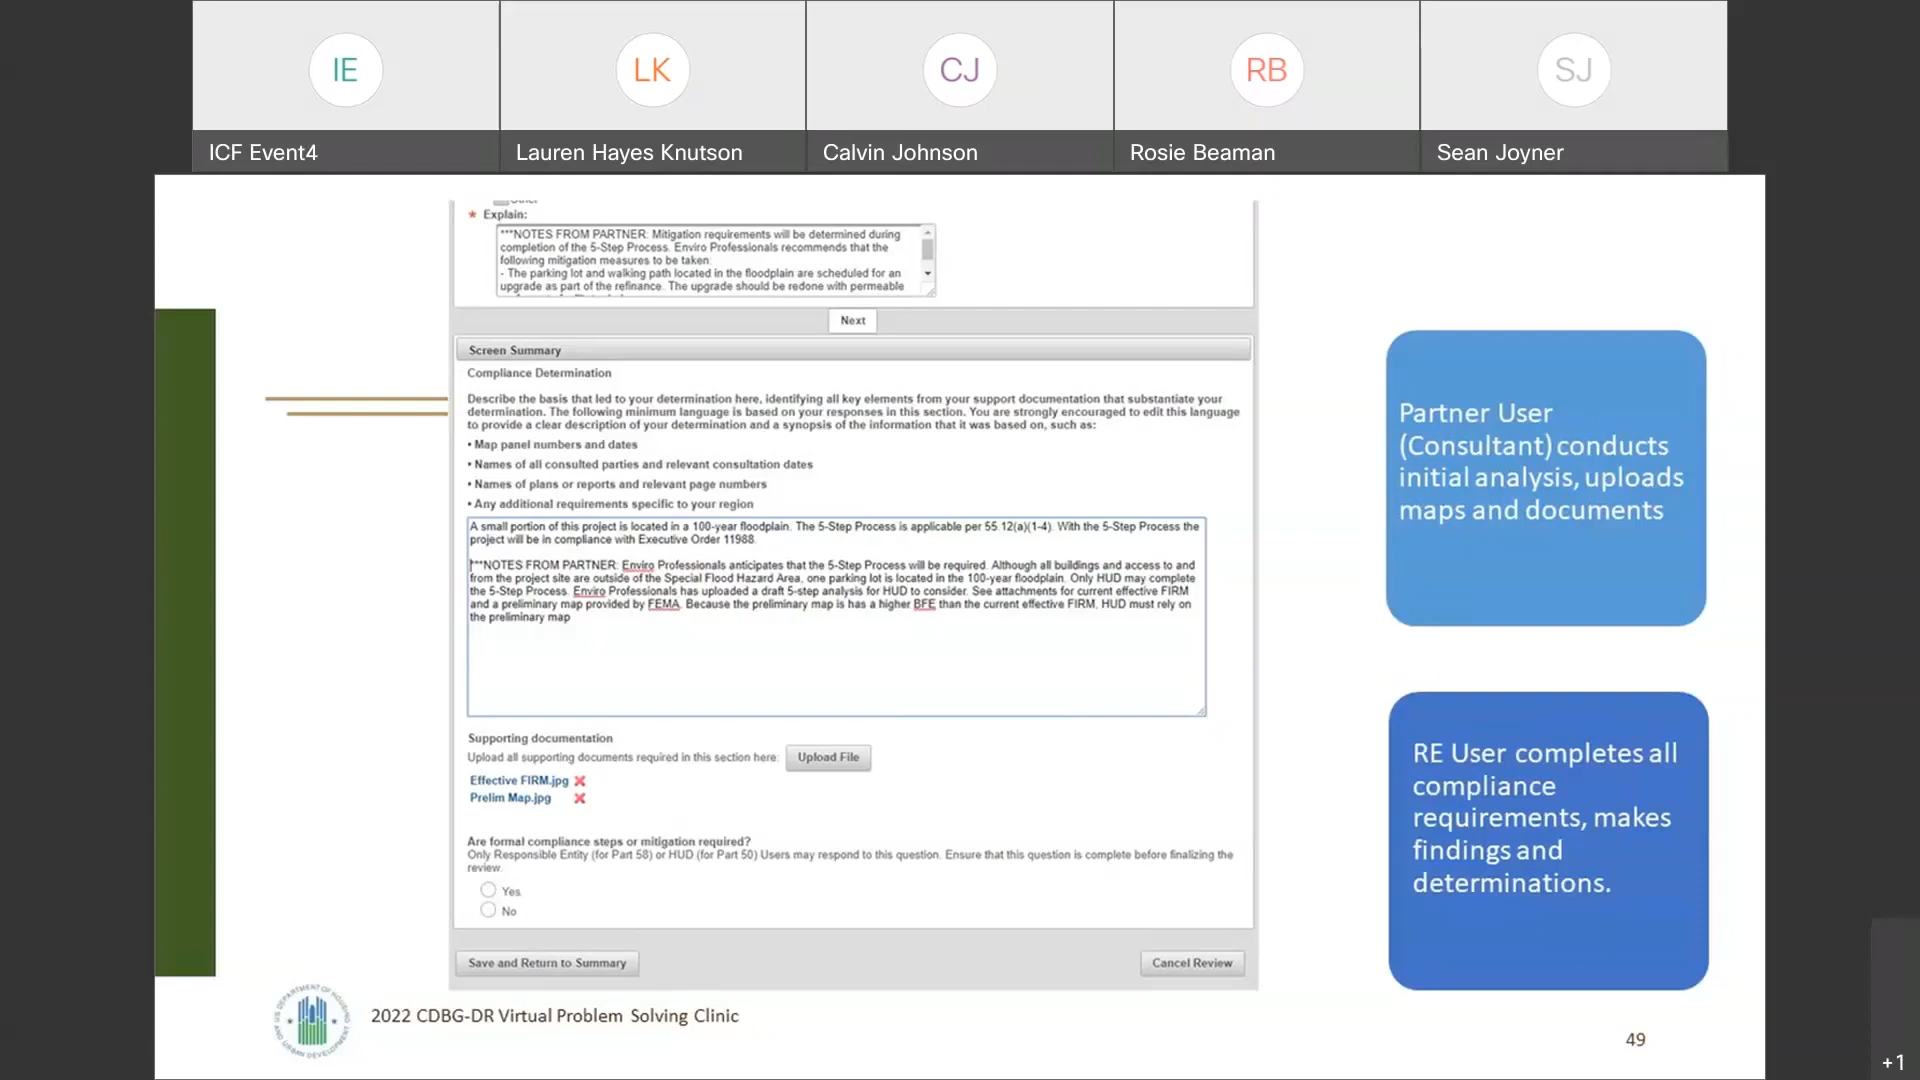 IE
LK
CJ
RB
SJ
ICF Event4
Lauren Hayes Knutson
Calvin Johnson
Rosie Beaman
Sean Joyner
* Explain:
***NOTES FROM PARTNER: Mitigation requirements will be determined during
completion of the 5-Step Process. Enviro Professionals recommends that the
following mitigation measures to be taken:
- The parking lot and walking path located in the floodplain are scheduled for an
upgrade as part of the refinance. The upgrade should be redone with permeable
Next
Screen Summary
Compliance Determination
Describe the basis that led to your determination here, identifying all key elements from your support documentation that substantiate your
determination. The following minimum language is based on your responses in this section. You are strongly encouraged to edit this language
to provide a clear description of your determination and a synopsis of the information that it was based on, such as:
• Map panel numbers and dates
• Names of all consulted parties and relevant consultation dates
• Names of plans or reports and relevant page numbers
• Any additional requirements specific to your region
A small portion of this project is located in a 100-year floodplain. The 5-Step Process is applicable per 55.12(a)(1-4). With the 5-Step Process the
project will be in compliance with Executive Order 11988.
***NOTES FROM PARTNER: Enviro Professionals anticipates that the 5-Step Process will be required. Although all buildings and access to and
from the project site are outside of the Special Flood Hazard Area, one parking lot is located in the 100-year floodplain. Only HUD may complete
the 5-Step Process. Enviro Professionals has uploaded a draft 5-step analysis for HUD to consider. See attachments for current effective FIRM
and a preliminary map provided by FEMA. Because the preliminary map is has a higher BFE than the current effective FIRM, HUD must rely on
the preliminary map
Supporting documentation
Upload all supporting documents required in this section here: Upload File
Effective FIRM.jpg
Prelim Map.jpg
Are formal compliance steps or mitigation required?
Only Responsible Entity (for Part 58) or HUD (for Part 50) Users may respond to this question. Ensure that this question is complete before finalizing the
review.
Yes
No
Save and Return to Summary
Cancel Review
Partner User
(Consultant) conducts
initial analysis, uploads
maps and documents
RE User completes all
compliance
requirements, makes
findings and
determinations.
2022 CDBG-DR Virtual Problem Solving Clinic
49
+1